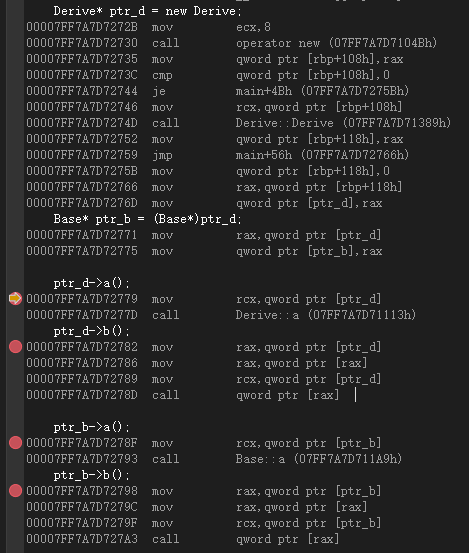 Derive* ptr_d = new Derive;
00007FF7A7D7272B mov ecx,8
00007FF7A7D72730 call operator new (07FF7A7D7104Bh)
00007FF7A7D72735 mov qword ptr [rbp+108h],rax
00007FF7A7D7273C cmp qword ptr [rbp+108h],0
00007FF7A7D72744 je main+4Bh (07FF7A7D7275Bh)
00007FF7A7D72746 mov rcx,qword ptr [rbp+108h]
00007FF7A7D7274D call Derive::Derive (07FF7A7D71389h)
00007FF7A7D72752 mov qword ptr [rbp+118h],rax
00007FF7A7D72759 jmp main+56h (07FF7A7D72766h)
00007FF7A7D7275B mov qword ptr [rbp+118h],0
00007FF7A7D72766 mov rax,qword ptr [rbp+118h]
00007FF7A7D7276D mov qword ptr [ptr_d],rax
Base* ptr_b = (Base*)ptr_d;
00007FF7A7D72771 mov rax,qword ptr [ptr_d]
00007FF7A7D72775 mov qword ptr [ptr_b],rax
ptr_d->a();
00007FF7A7D72779 mov rcx,qword ptr [ptr_d]
00007FF7A7D7277D call Derive::a (07FF7A7D71113h)
ptr_d->b();
00007FF7A7D72782 mov rax,qword ptr [ptr_d]
00007FF7A7D72786 mov rax,qword ptr [rax]
00007FF7A7D72789 mov rcx,qword ptr [ptr_d]
00007FF7A7D7278D call qword ptr [rax]
ptr_b->a();
00007FF7A7D7278F mov rcx,qword ptr [ptr_b]
00007FF7A7D72793 call Base::a (07FF7A7D711A9h)
ptr_b->b();
00007FF7A7D72798 mov rax,qword ptr [ptr_b]
00007FF7A7D7279C mov rax,qword ptr [rax]
00007FF7A7D7279F mov rcx,qword ptr [ptr_b]
00007FF7A7D727A3 call qword ptr [rax]